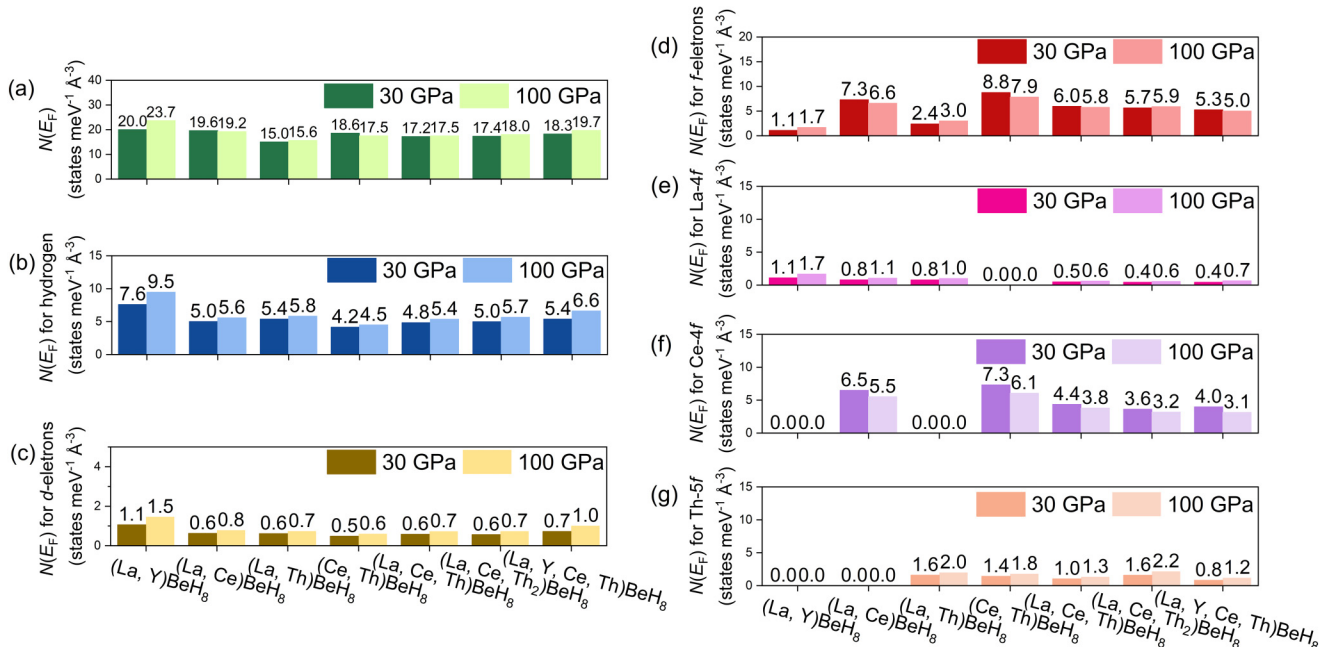 (a)
N(E_F)
(states meV⁻¹ Å⁻³)
40
30
20
10
0
30 GPa 100 GPa
20.0 23.7 19.6 19.2 15.0 15.6 18.6 17.5 17.2 17.5 17.4 18.0 18.3 19.7
(b)
N(E_F) for hydrogen
(states meV⁻¹ Å⁻³)
15
10
5
0
30 GPa 100 GPa
7.6 9.5 5.0 5.6 5.4 5.8 4.2 4.5 4.8 5.4 5.0 5.7 5.4 6.6
(c)
N(E_F) for d-eletrons
(states meV⁻¹ Å⁻³)
4
2
0
30 GPa 100 GPa
1.1 1.5 0.6 0.8 0.6 0.7 0.5 0.6 0.6 0.7 0.6 0.7 0.7 1.0
(La, Y)BeH₈
(La, Ce)BeH₈
(La, Th)BeH₈
(Ce, Th)BeH₈
(La, Ce, Th)BeH₈
(La, Ce, Th₂)BeH₈
(La, Y, Ce, Th)BeH₈
(d)
N(E_F) for f-eletrons
(states meV⁻¹ Å⁻³)
20
15
10
5
0
30 GPa 100 GPa
1.1 1.7 7.3 6.6 2.4 3.0 8.8 7.9 6.0 5.8 5.7 5.9 5.3 5.0
(e)
N(E_F) for La-4f
(states meV⁻¹ Å⁻³)
15
10
5
0
30 GPa 100 GPa
1.1 1.7 0.8 1.1 0.8 1.0 0.0 0.0 0.5 0.6 0.4 0.6 0.4 0.7
(f)
N(E_F) for Ce-4f
(states meV⁻¹ Å⁻³)
15
10
5
0
30 GPa 100 GPa
0.0 0.0 6.5 5.5 0.0 0.0 7.3 6.1 4.4 3.8 3.6 3.2 4.0 3.1
(g)
N(E_F) for Th-5f
(states meV⁻¹ Å⁻³)
15
10
5
0
30 GPa 100 GPa
0.0 0.0 0.0 0.0 1.6 2.0 1.4 1.8 1.0 1.3 1.6 2.2 0.8 1.2
(La, Y)BeH₈
(La, Ce)BeH₈
(La, Th)BeH₈
(Ce, Th)BeH₈
(La, Ce, Th)BeH₈
(La, Ce, Th₂)BeH₈
(La, Y, Ce, Th)BeH₈